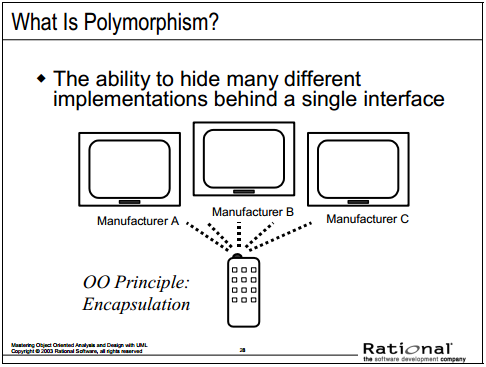 What Is Polymorphism?
The ability to hide many different
implementations behind a single interface
Manufacturer A
Manufacturer B
Manufacturer C
OO Principle:
Encapsulation
Mastering Object Oriented Analysis and Design with UML
Copyright © 2003 Rational Software, all rights reserved
28
Rational®
the software development company